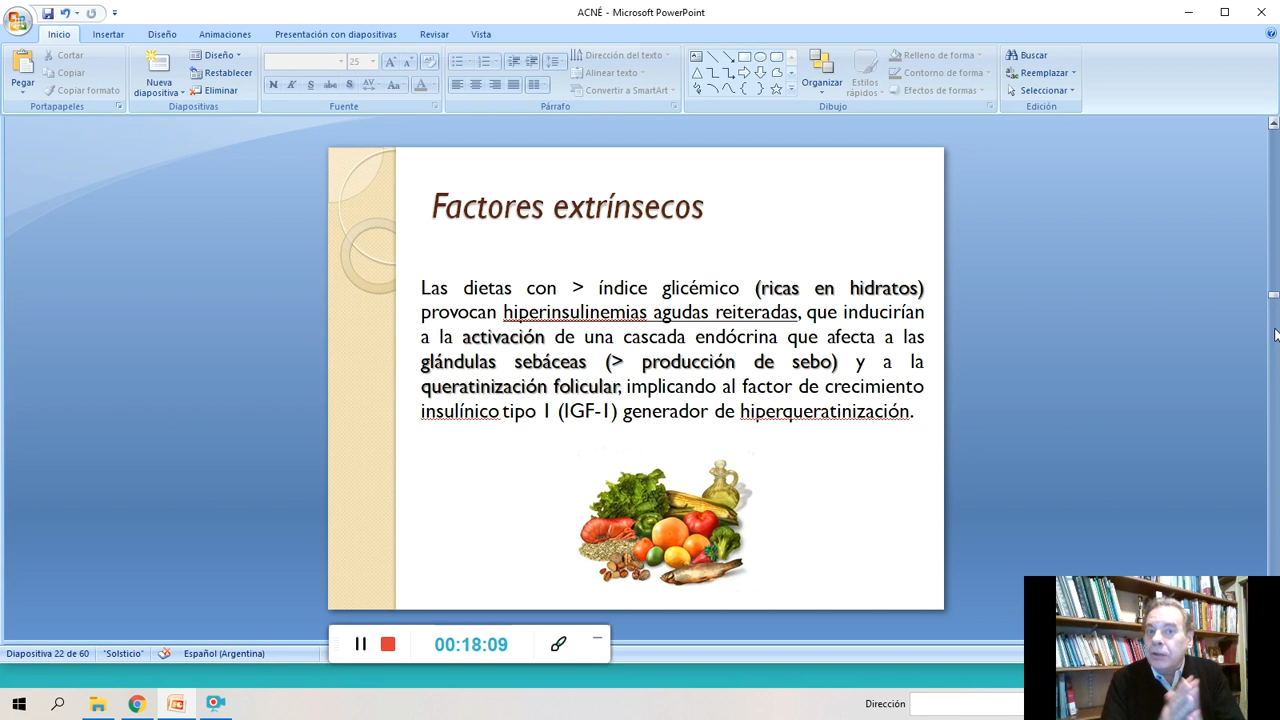 ACNÉ - Microsoft PowerPoint
Inicio Insertar Diseño Animaciones Presentación con diapositivas Revisar Vista
Pegar
Cortar
Copiar
Copiar formato
Portapapeles
Nueva diapositiva
Diseño
Restablecer
Eliminar
Diapositivas
25
Fuente
Dirección del texto
Alinear texto
Convertir a SmartArt
Párrafo
Organizar
Estilos rápidos
Relleno de forma
Contorno de forma
Efectos de formas
Dibujo
Buscar
Reemplazar
Seleccionar
Edición
Factores extrínsecos
Las dietas con > índice glicémico (ricas en hidratos)
provocan hiperinsulinemias agudas reiteradas, que inducirían
a la activación de una cascada endócrina que afecta a las
glándulas sebáceas (> producción de sebo) y a la
queratinización folicular, implicando al factor de crecimiento
insulínico tipo 1 (IGF-1) generador de hiperqueratinización.
00:18:09
Diapositiva 22 de 60 "Solsticio" Español (Argentina)
Dirección